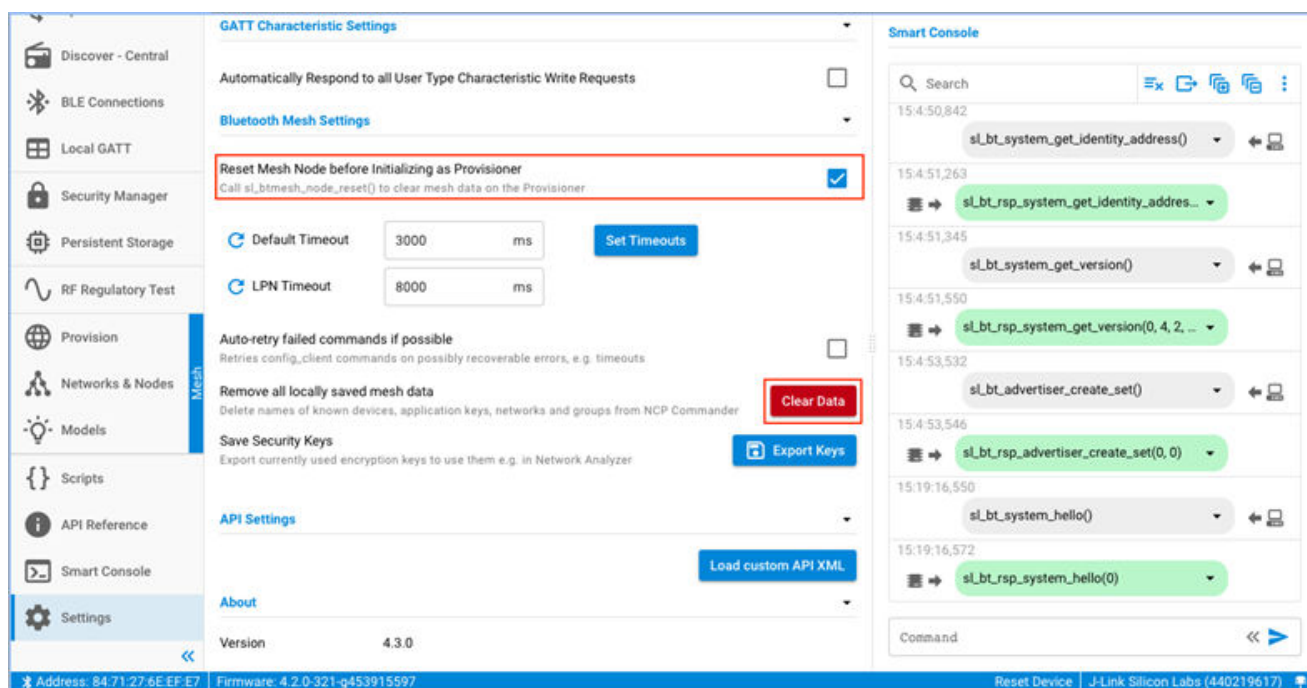 Discover - Central
BLE Connections
Local GATT
Security Manager
Persistent Storage
RF Regulatory Test
Provision
Networks & Nodes
Models
Mesh
Scripts
API Reference
Smart Console
Settings
GATT Characteristic Settings
Automatically Respond to all User Type Characteristic Write Requests
Bluetooth Mesh Settings
Reset Mesh Node before Initializing as Provisioner
Call sl_btmesh_node_reset() to clear mesh data on the Provisioner
Default Timeout 3000 ms Set Timeouts
LPN Timeout 8000 ms
Auto-retry failed commands if possible
Retries config_client commands on possibly recoverable errors, e.g. timeouts
Remove all locally saved mesh data
Delete names of known devices, application keys, networks and groups from NCP Commander
Clear Data
Save Security Keys
Export currently used encryption keys to use them e.g. in Network Analyzer
Export Keys
API Settings
Load custom API XML
About
Version 4.3.0
Smart Console
Search
15:4:50,842
sl_bt_system_get_identity_address()
15:4:51,263
sl_bt_rsp_system_get_identity_addres...
15:4:51,345
sl_bt_system_get_version()
15:4:51,550
sl_bt_rsp_system_get_version(0, 4, 2, ...
15:4:53,532
sl_bt_advertiser_create_set()
15:4:53,546
sl_bt_rsp_advertiser_create_set(0, 0)
15:19:16,550
sl_bt_system_hello()
15:19:16,572
sl_bt_rsp_system_hello(0)
Command
Address: 84:71:27:6E:EF:E7 Firmware: 4.2.0-321-g453915597 Reset Device J-Link Silicon Labs (440219617)